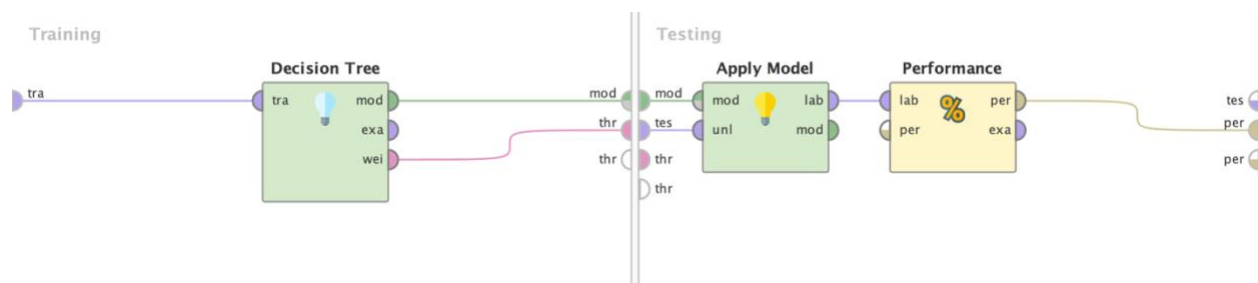 Training
Testing
Decision Tree
Apply Model
Performance
tra
tra
mod
exa
wei
mod
thr
thr
mod
tes
thr
thr
mod
unl
lab
mod
lab
per
%
per
exa
tes
per
per